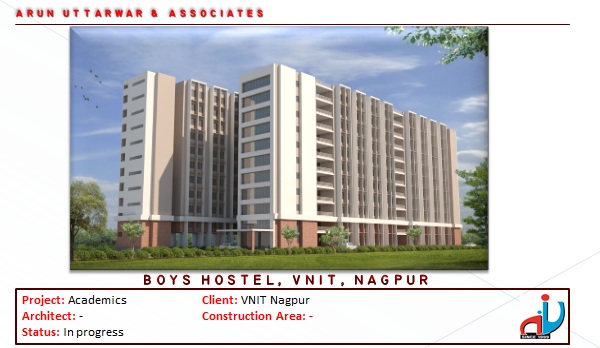 ARUN UTTARWAR & ASSOCIATES
BOYS HOSTEL, VNIT, NAGPUR
Project: Academics
Client: VNIT Nagpur
Architect: -
Construction Area: -
Status: In progress